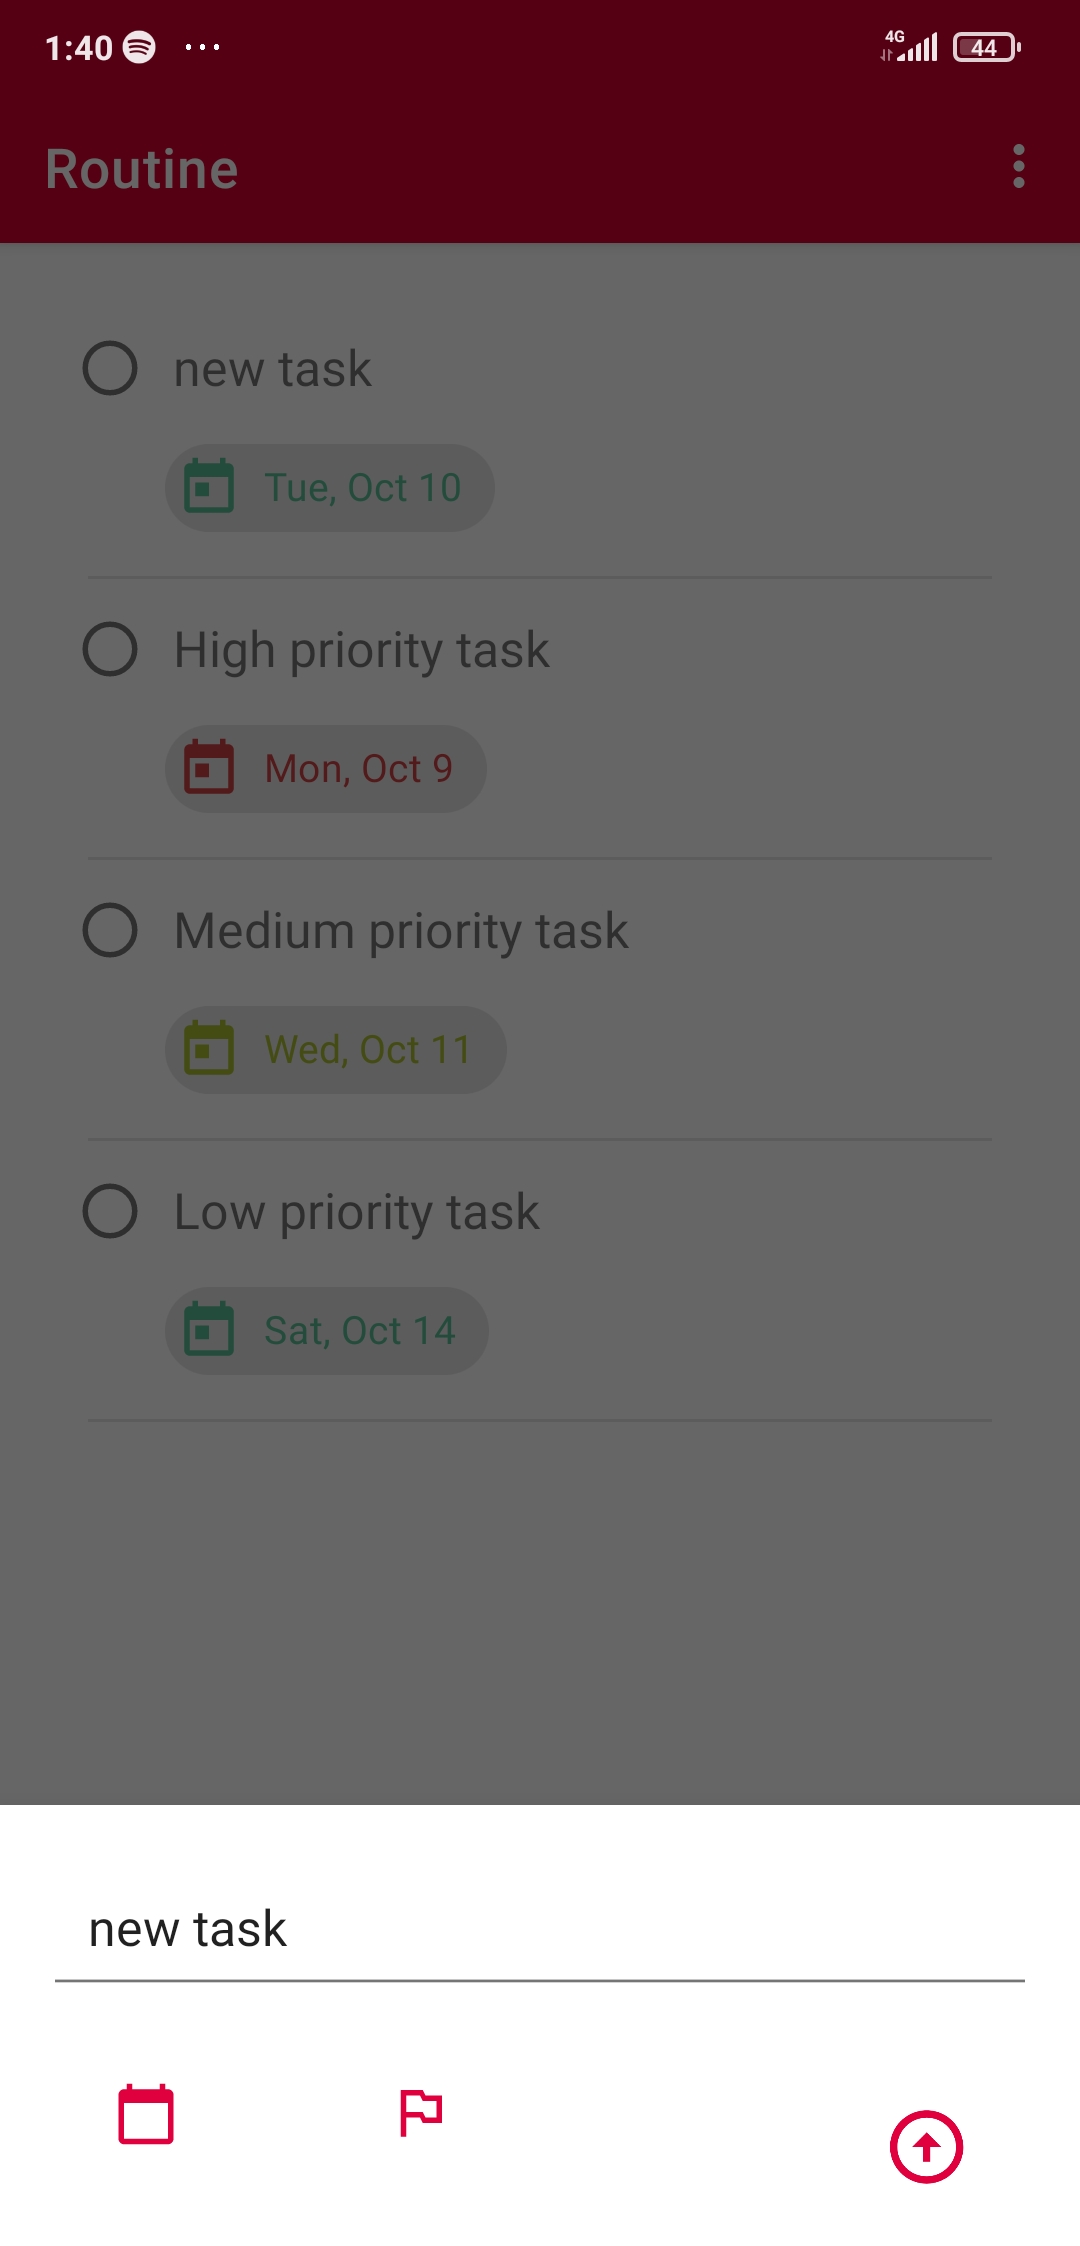 1:40
4G
44
Routine
new task
Tue, Oct 10
High priority task
Mon, Oct 9
Medium priority task
Wed, Oct 11
Low priority task
Sat, Oct 14
new task